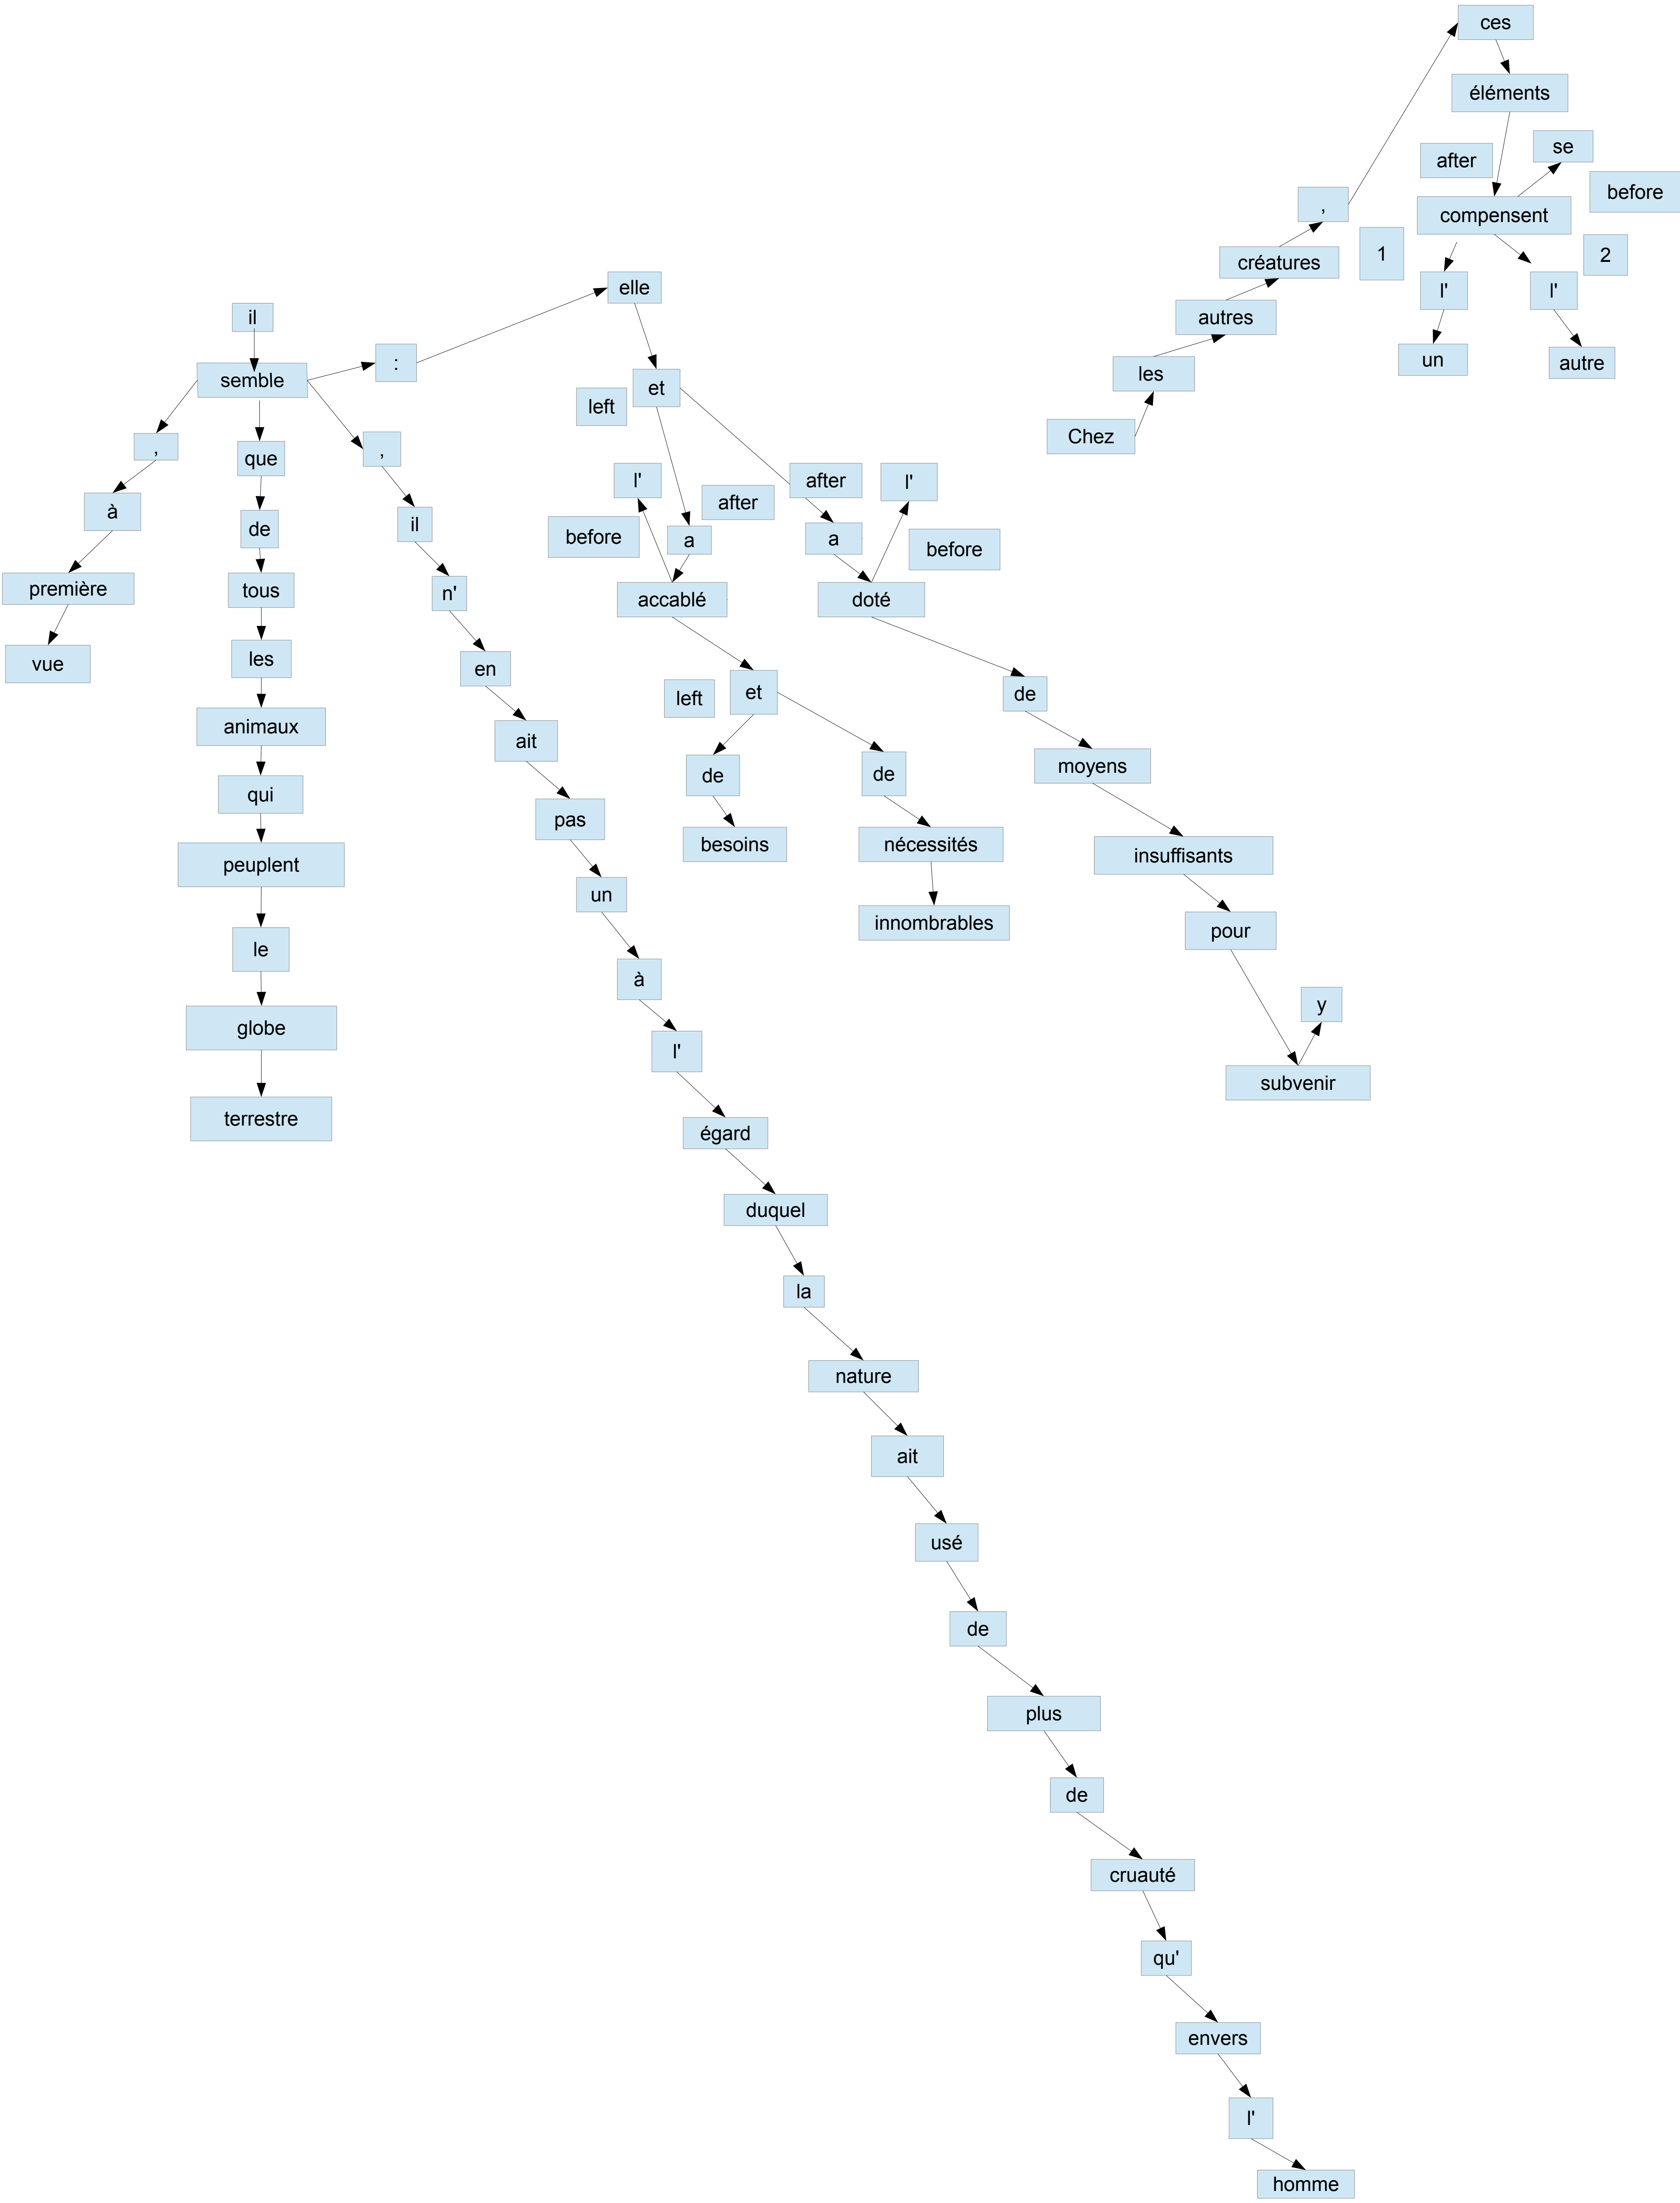 il
semble
,
à
première
vue
que
de
tous
les
animaux
qui
peuplent
le
globe
terrestre
,
il
n'
en
ait
pas
un
à
l'
égard
duquel
la
nature
ait
usé
de
plus
de
cruauté
qu'
envers
l'
homme
:
elle
left
et
l'
before
after
a
accablé
left
et
de
besoins
de
nécessités
innombrables
after
a
l'
before
doté
de
moyens
insuffisants
pour
y
subvenir
Chez
les
autres
créatures
,
ces
éléments
after
se
before
compensent
1
l'
un
2
l'
autre